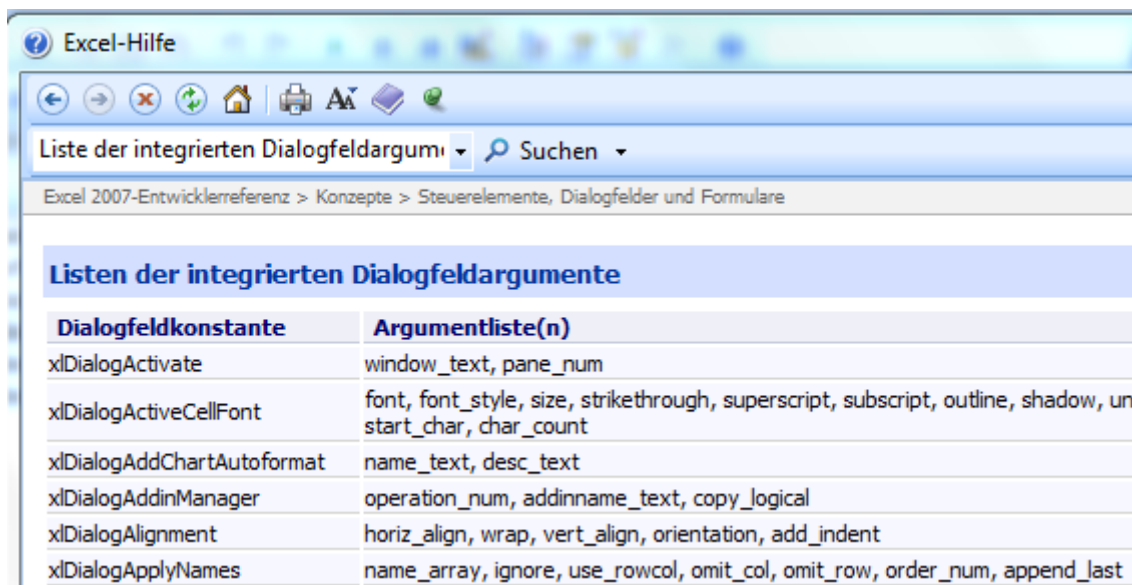 Excel-Hilfe
Liste der integrierten Dialogfeldargum
Suchen
Excel 2007-Entwicklerreferenz > Konzepte > Steuerelemente, Dialogfelder und Formulare
Listen der integrierten Dialogfeldargumente
Dialogfeldkonstante Argumentliste(n)
xlDialogActivate window_text, pane_num
xlDialogActiveCellFont font, font_style, size, strikethrough, superscript, subscript, outline, shadow, un
start_char, char_count
xlDialogAddChartAutoformat name_text, desc_text
xlDialogAddinManager operation_num, addinname_text, copy_logical
xlDialogAlignment horiz_align, wrap, vert_align, orientation, add_indent
xlDialogApplyNames name_array, ignore, use_rowcol, omit_col, omit_row, order_num, append_last